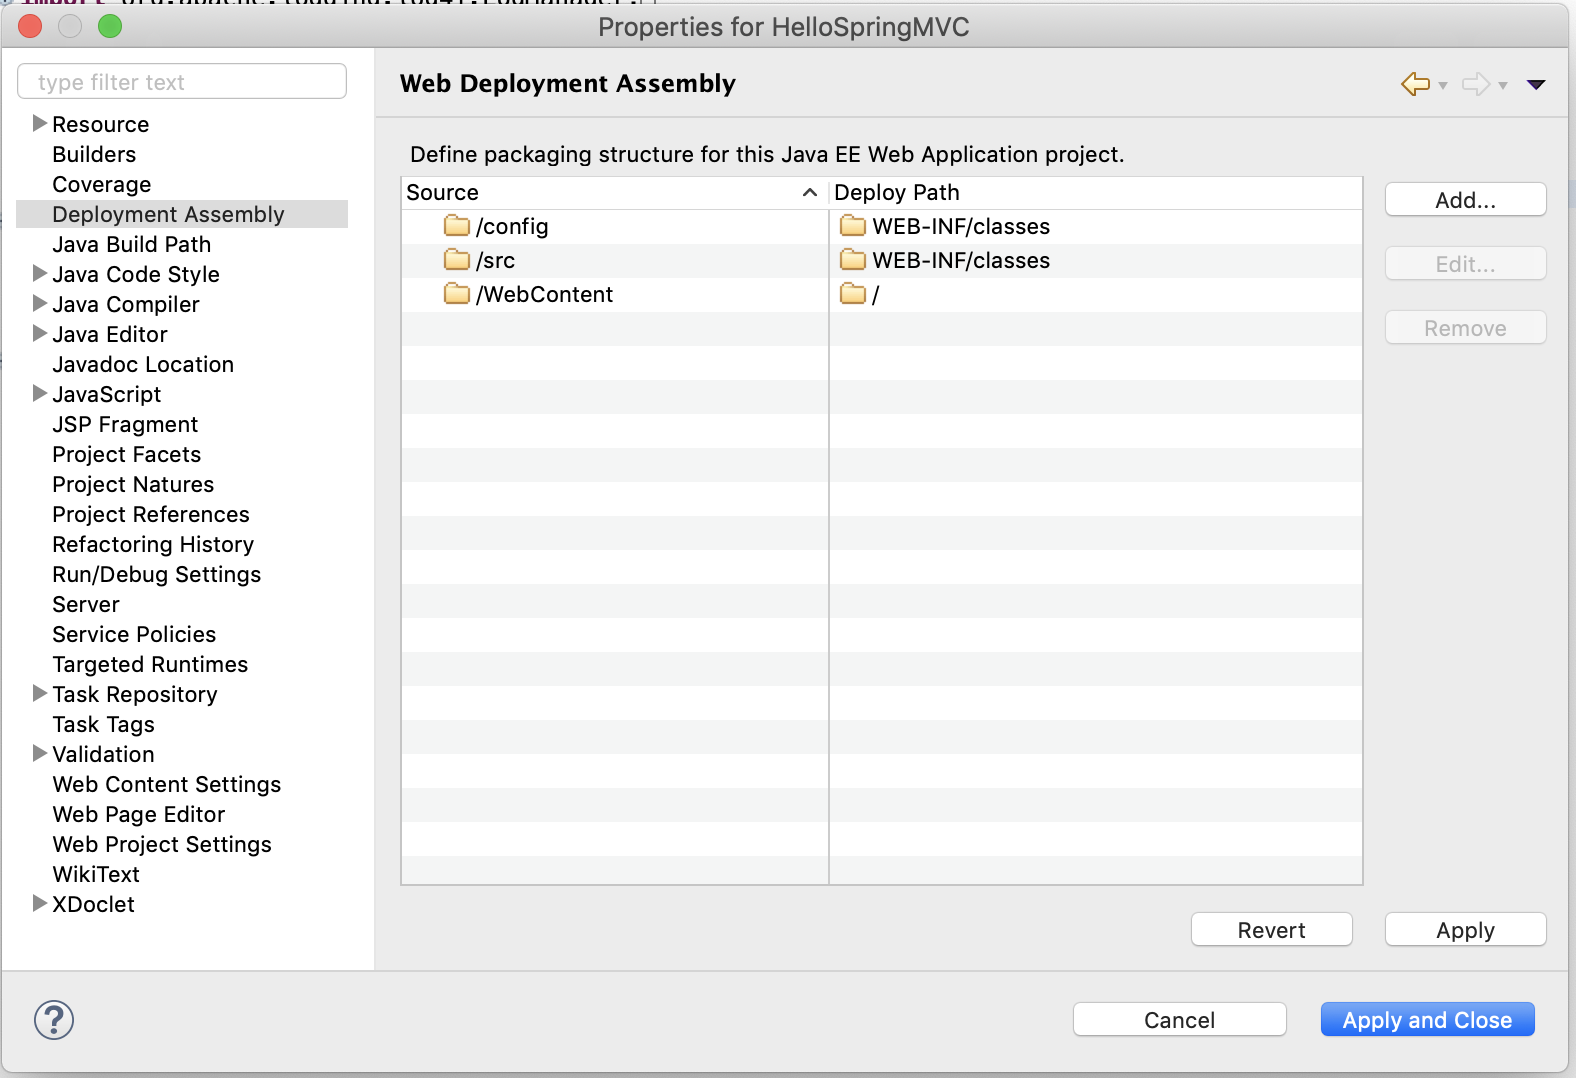 Properties for HelloSpringMVC
type filter text
Resource
Builders
Coverage
Deployment Assembly
Java Build Path
Java Code Style
Java Compiler
Java Editor
Javadoc Location
JavaScript
JSP Fragment
Project Facets
Project Natures
Project References
Refactoring History
Run/Debug Settings
Server
Service Policies
Targeted Runtimes
Task Repository
Task Tags
Validation
Web Content Settings
Web Page Editor
Web Project Settings
WikiText
XDoclet
Web Deployment Assembly
Define packaging structure for this Java EE Web Application project.
Source Deploy Path
/config WEB-INF/classes
/src WEB-INF/classes
/WebContent /
Add...
Edit...
Remove
Revert Apply
? Cancel Apply and Close